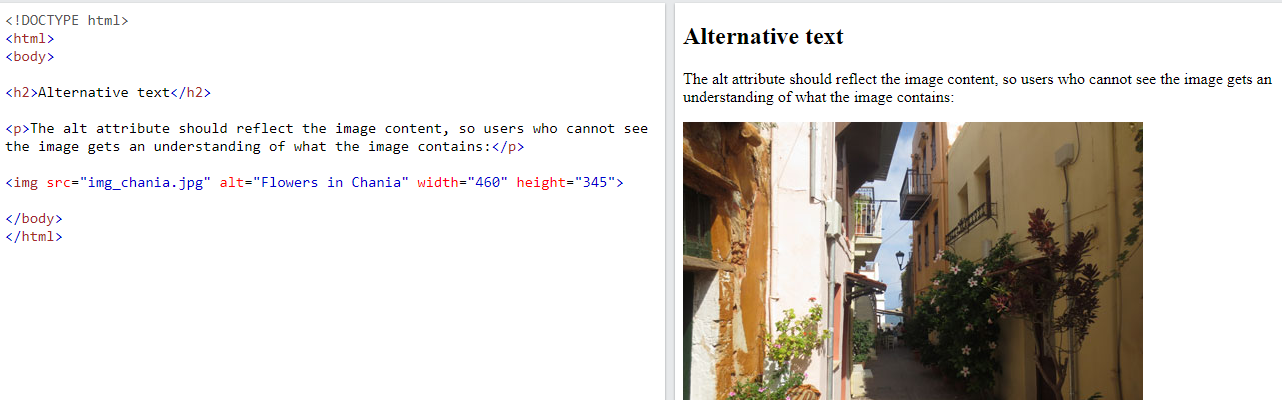 <!DOCTYPE html>
<html>
<body>
<h2>Alternative text</h2>
<p>The alt attribute should reflect the image content, so users who cannot see
the image gets an understanding of what the image contains:</p>
<img src="img_chania.jpg" alt="Flowers in Chania" width="460" height="345">
</body>
</html>
Alternative text
The alt attribute should reflect the image content, so users who cannot see the image gets an
understanding of what the image contains: